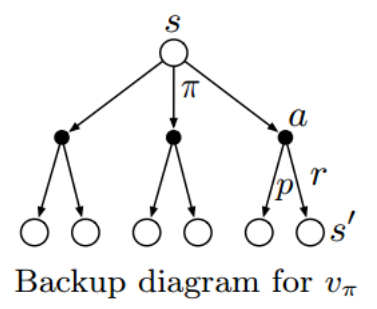 s
π
a
p r
s′
Backup diagram for vπ